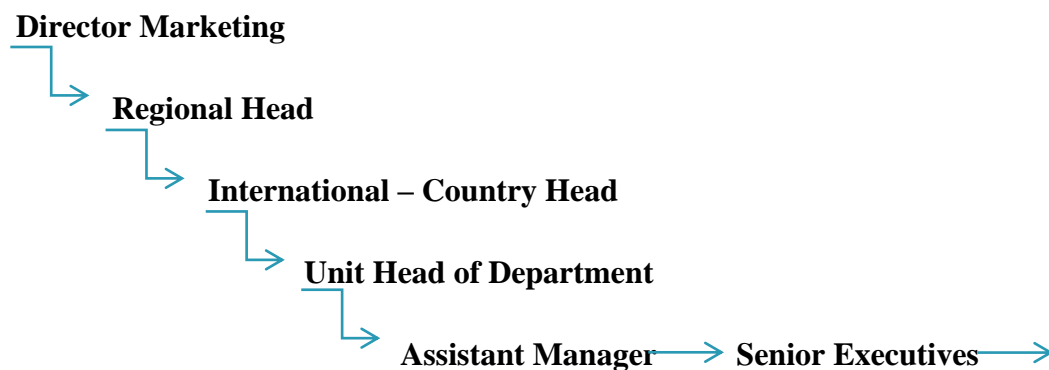 Director Marketing
Regional Head
International – Country Head
Unit Head of Department
Assistant Manager Senior Executives